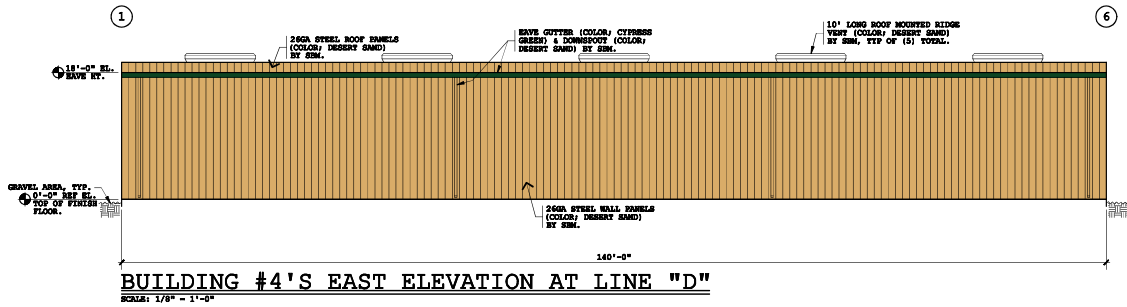 1
6
26GA STEEL ROOF PANELS
(COLOR; DESERT SAND)
BY SBM.
EAVE GUTTER (COLOR; CYPRESS
GREEN) & DOWNSPOUT (COLOR;
DESERT SAND) BY SBM.
10' LONG ROOF MOUNTED RIDGE
VENT (COLOR; DESERT SAND)
BY SBM, TYP OF (5) TOTAL.
18'-0" EL.
EAVE HT.
GRAVEL AREA, TYP.
0'-0" REF EL.
TOP OF FINISH
FLOOR.
26GA STEEL WALL PANELS
(COLOR; DESERT SAND)
BY SBM.
140'-0"
BUILDING #4'S EAST ELEVATION AT LINE "D"
SCALE: 1/8" = 1'-0"